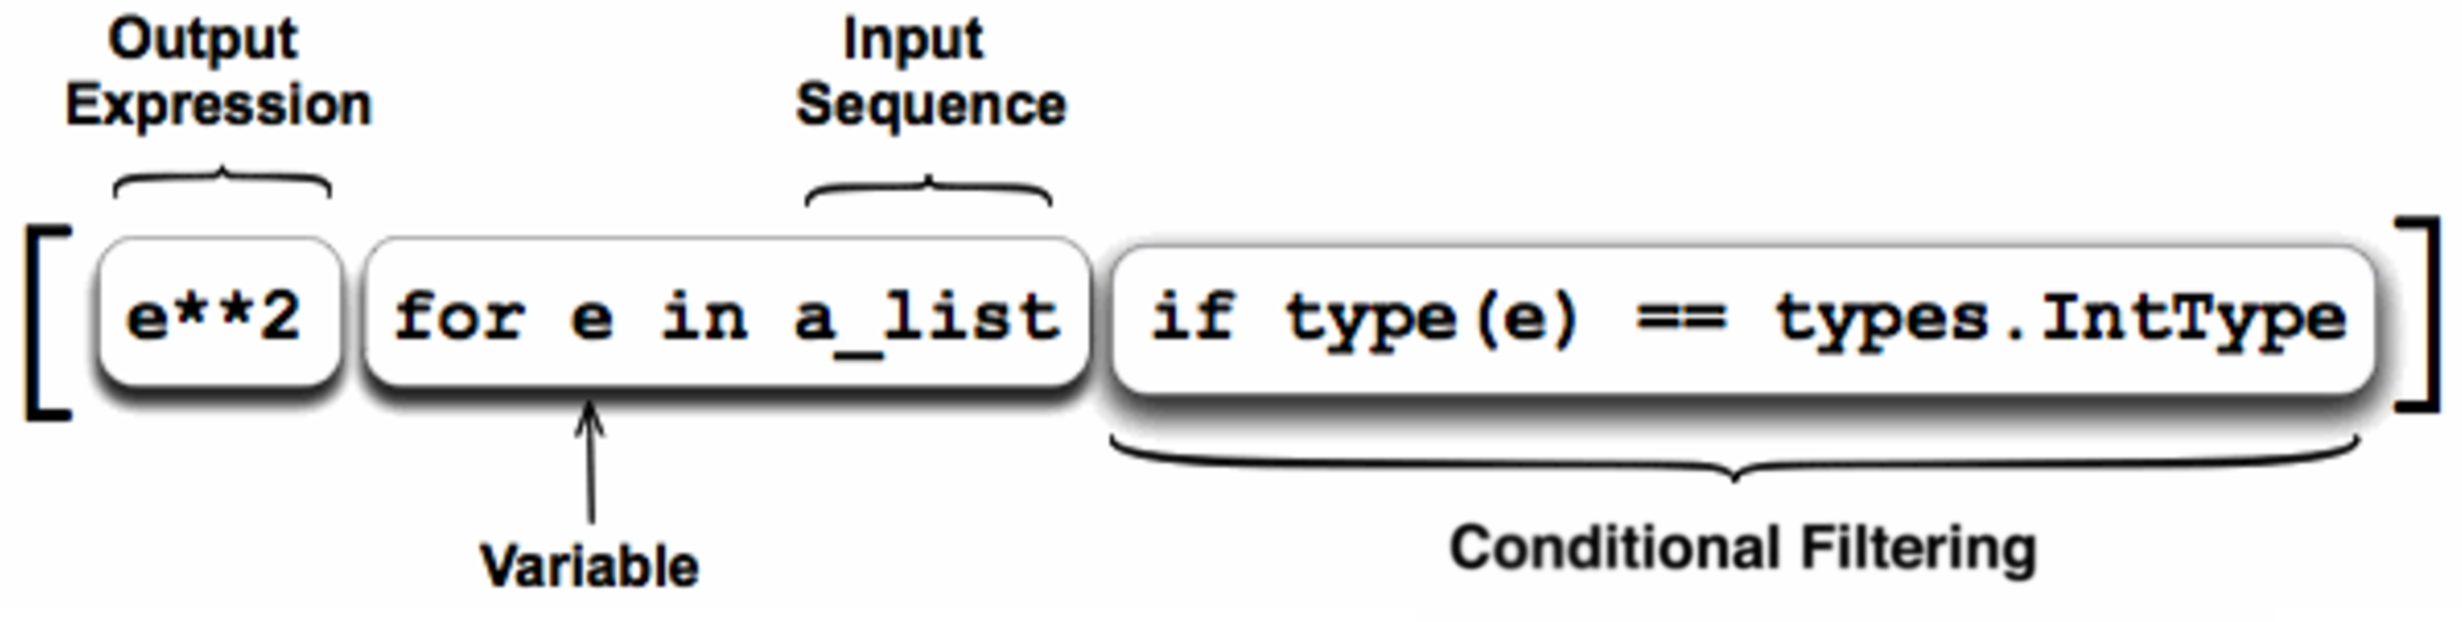 Output
Expression
Input
Sequence
[ e**2 for e in a_list if type(e) == types.IntType ]
Variable
Conditional Filtering